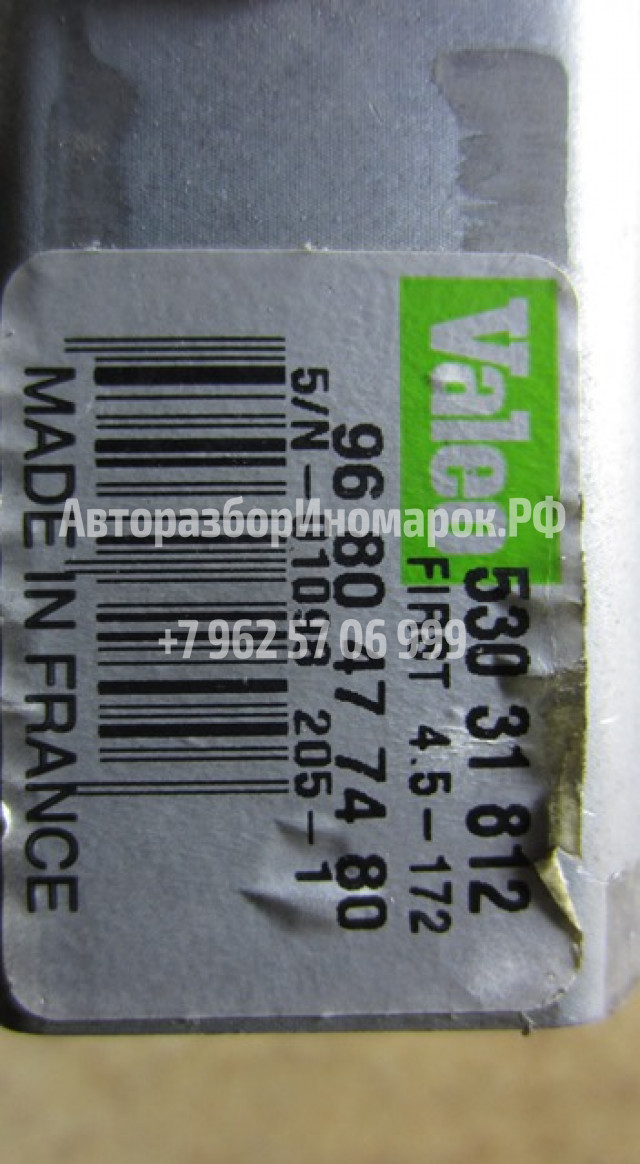 Valeo
530 31 812
FIRST 4.5-172
96 80 47 74 80
205-1
MADE IN FRANCE
АвторазборИномарок.РФ
+7 962 57 06 999